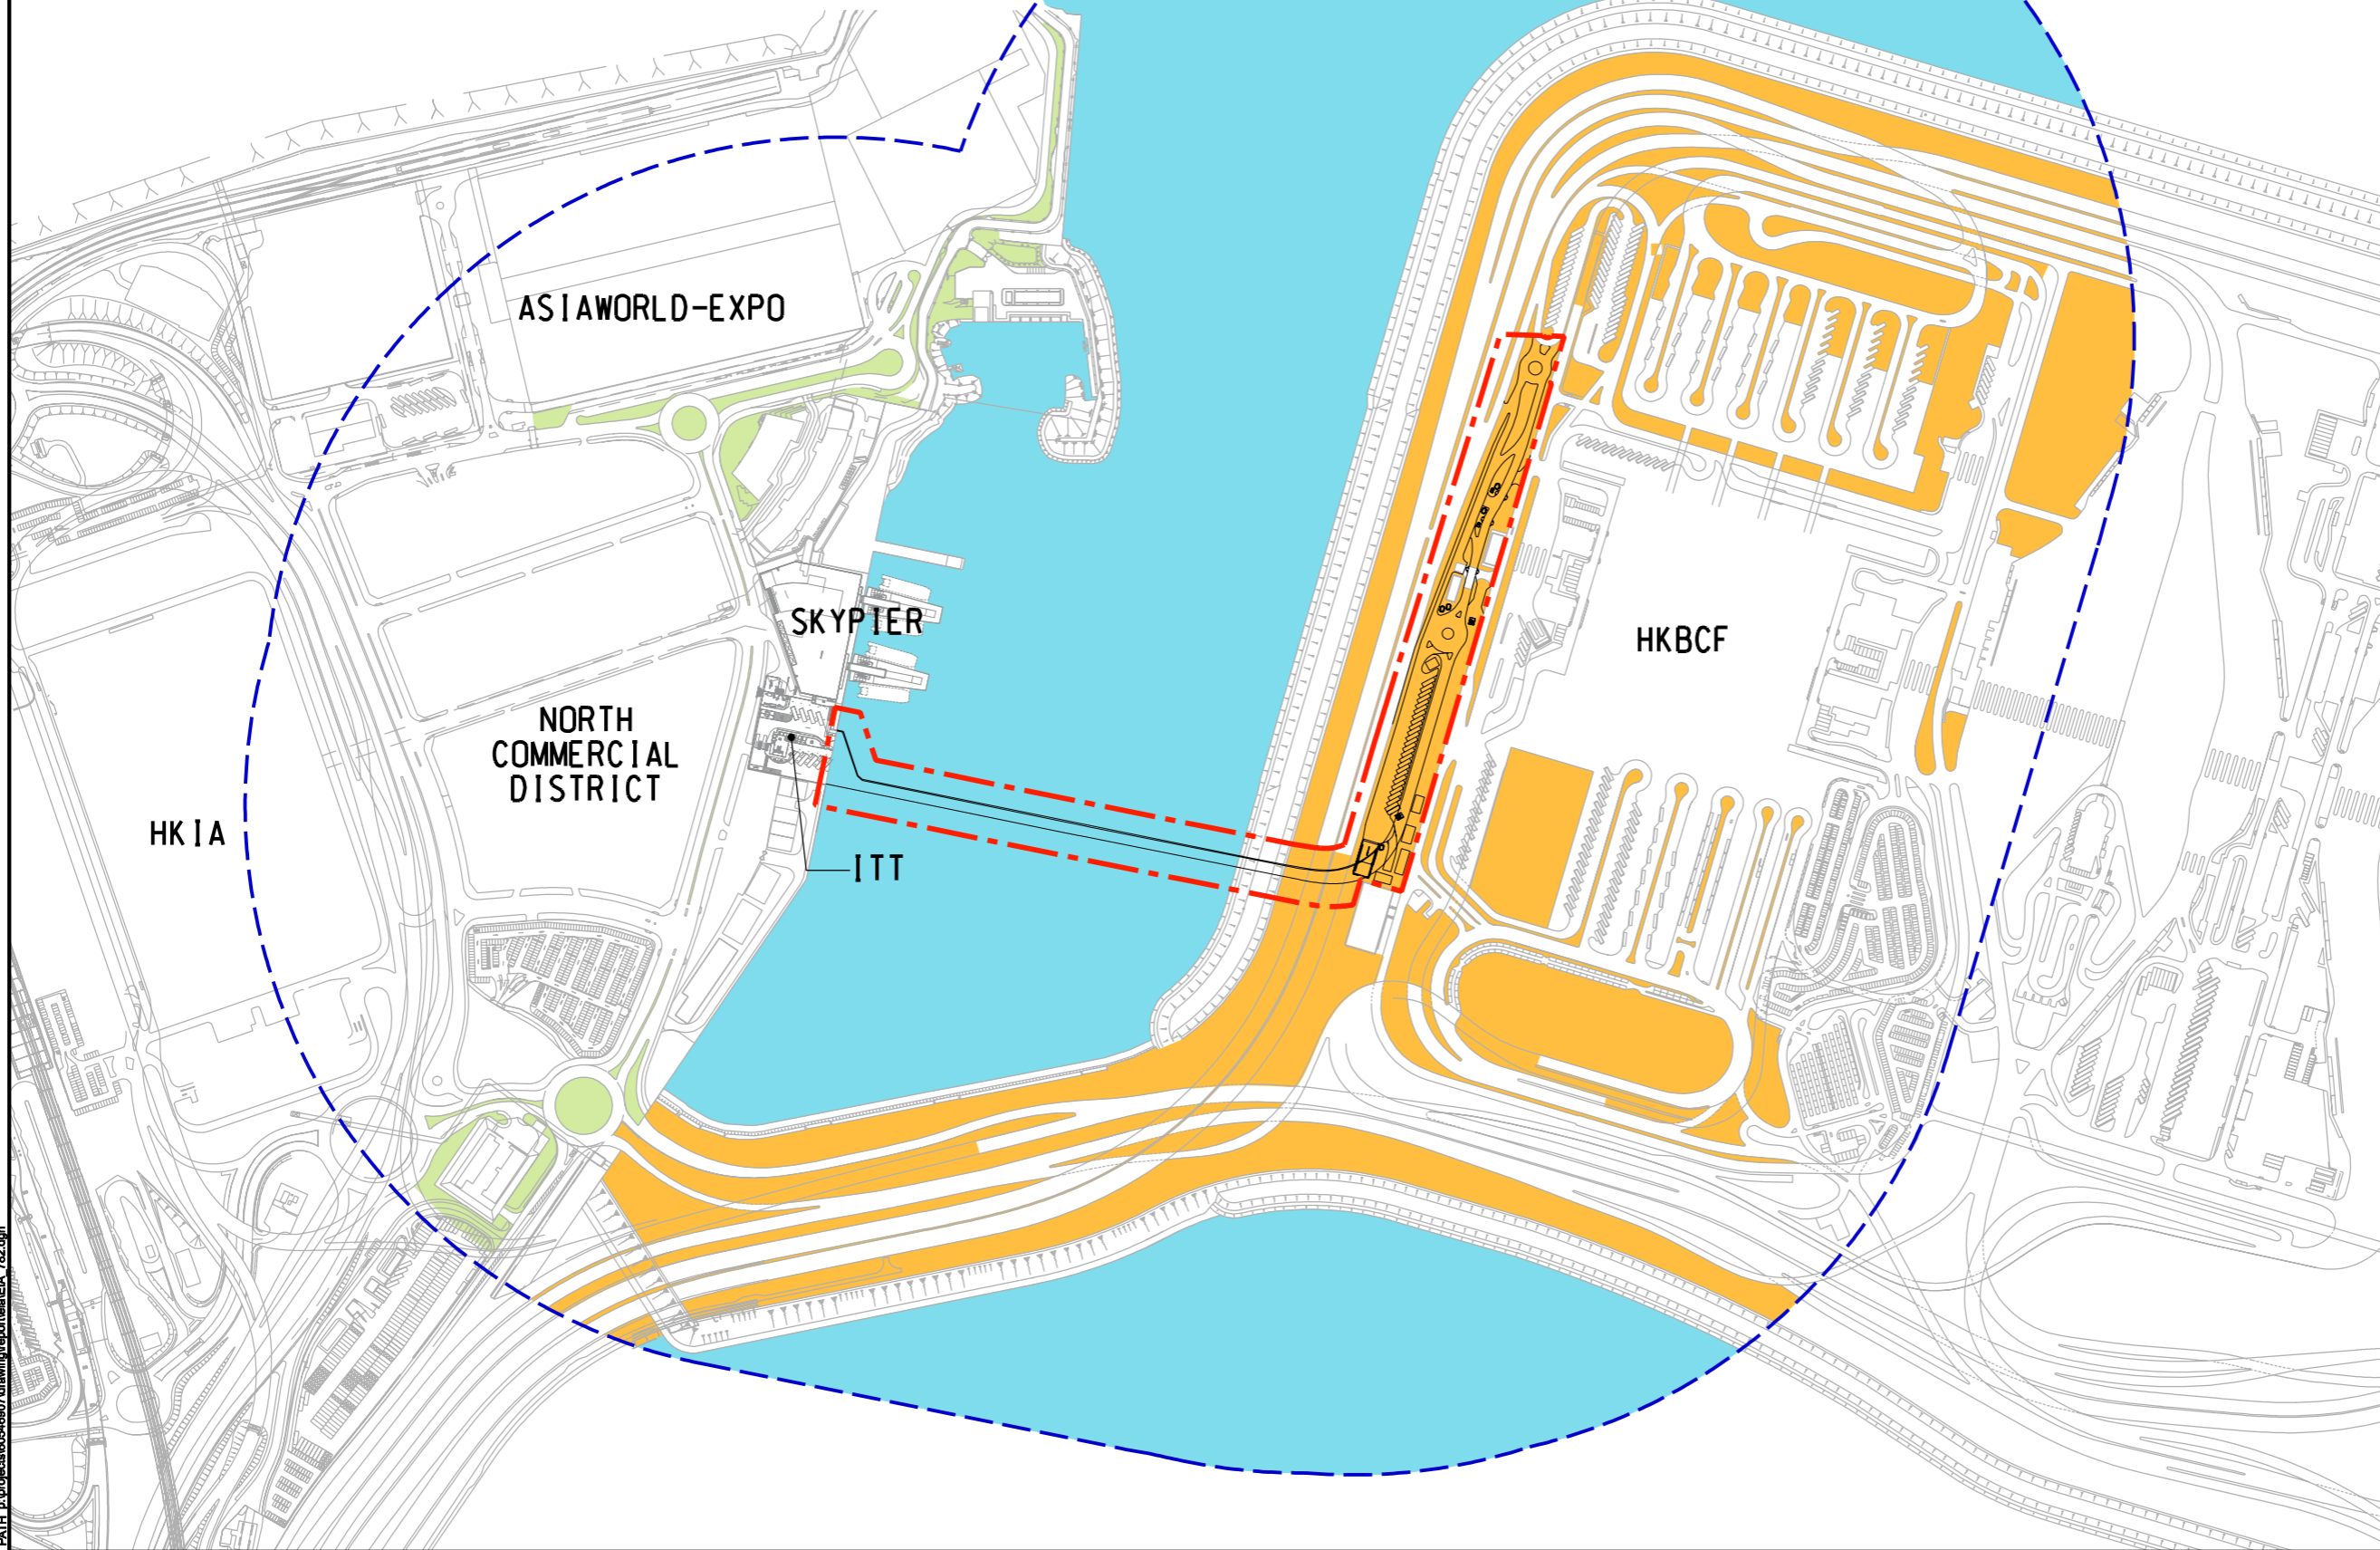 ASIAWORLD-EXPO
SKYPIER
HKBCF
NORTH
COMMERCIAL
DISTRICT
HKIA
ITT